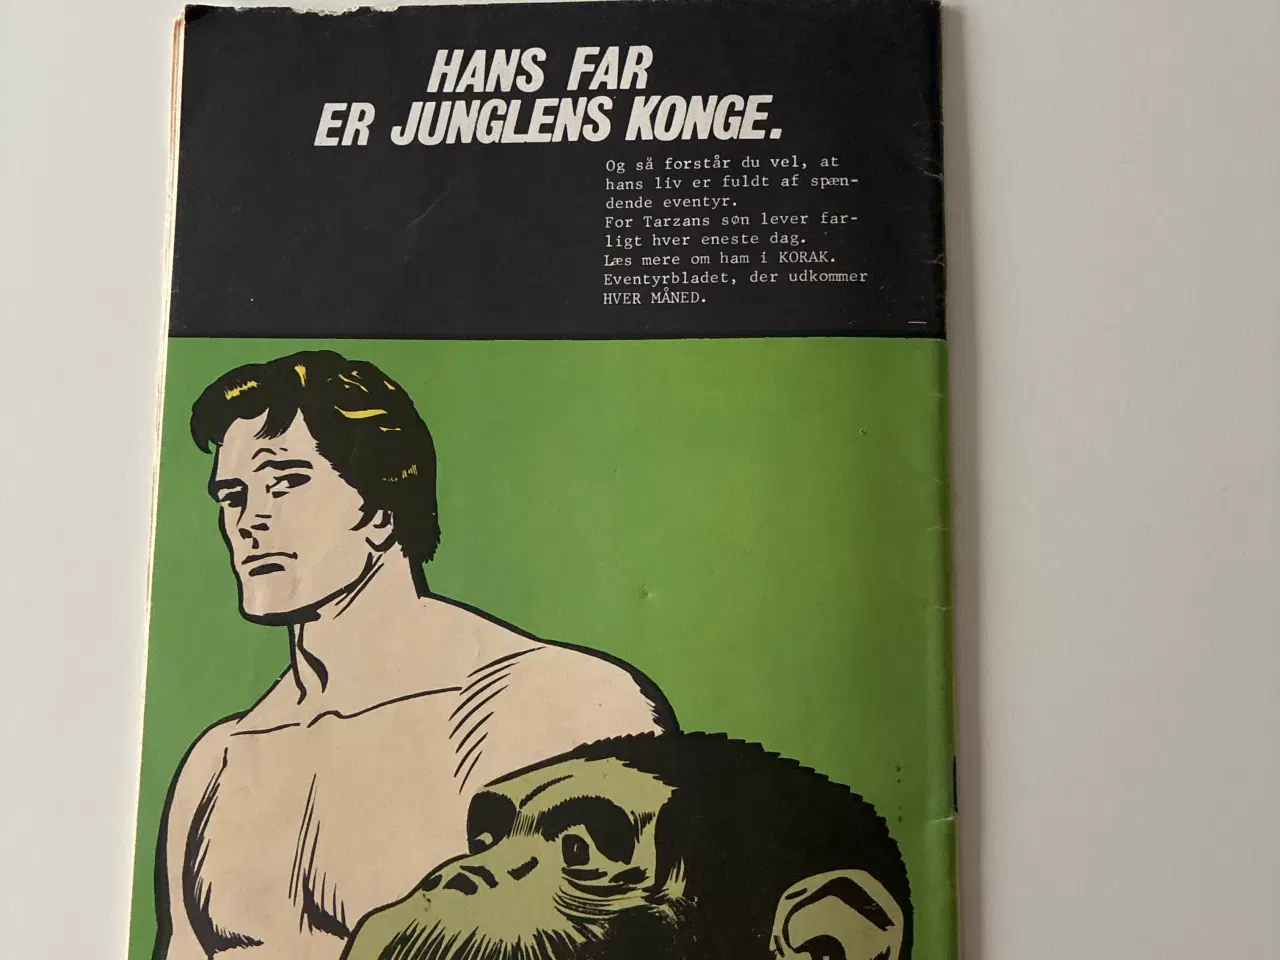 HANS FAR
ER JUNGLENS KONGE.
Og så forstår du vel, at
hans liv er fuldt af spæn-
dende eventyr.
For Tarzans søn lever far-
ligt hver eneste dag.
Læs mere om ham i KORAK.
Eventyrbladet, der udkommer
HVER MÅNED.